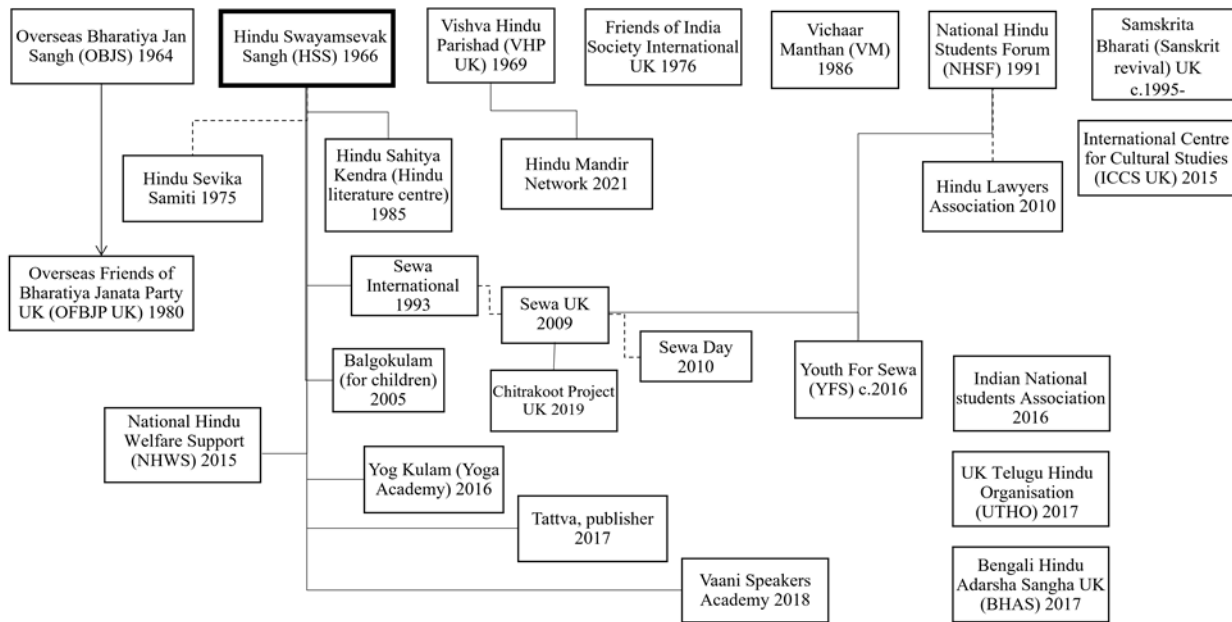 Overseas Bharatiya Jan
Sangh (OBJS) 1964
Hindu Swayamsevak
Sangh (HSS) 1966
Vishva Hindu
Parishad (VHP
UK) 1969
Friends of India
Society International
UK 1976
Vichaar
Manthan (VM)
1986
National Hindu
Students Forum
(NHSF) 1991
Samskrita
Bharati (Sanskrit
revival) UK
c.1995-
Hindu Sevika
Samiti 1975
Hindu Sahitya
Kendra (Hindu
literature centre)
1985
Hindu Mandir
Network 2021
Hindu Lawyers
Association 2010
International Centre
for Cultural Studies
(ICCS UK) 2015
Overseas Friends of
Bharatiya Janata Party
UK (OFBJP UK) 1980
Sewa
International
1993
Sewa UK
2009
Sewa Day
2010
Balgokulam
(for children)
2005
Chitrakoot Project
UK 2019
Youth For Sewa
(YFS) c.2016
Indian National
students Association
2016
National Hindu
Welfare Support
(NHWS) 2015
Yog Kulam (Yoga
Academy) 2016
UK Telugu Hindu
Organisation
(UTHO) 2017
Tattva, publisher
2017
Vaani Speakers
Academy 2018
Bengali Hindu
Adarsha Sangha UK
(BHAS) 2017